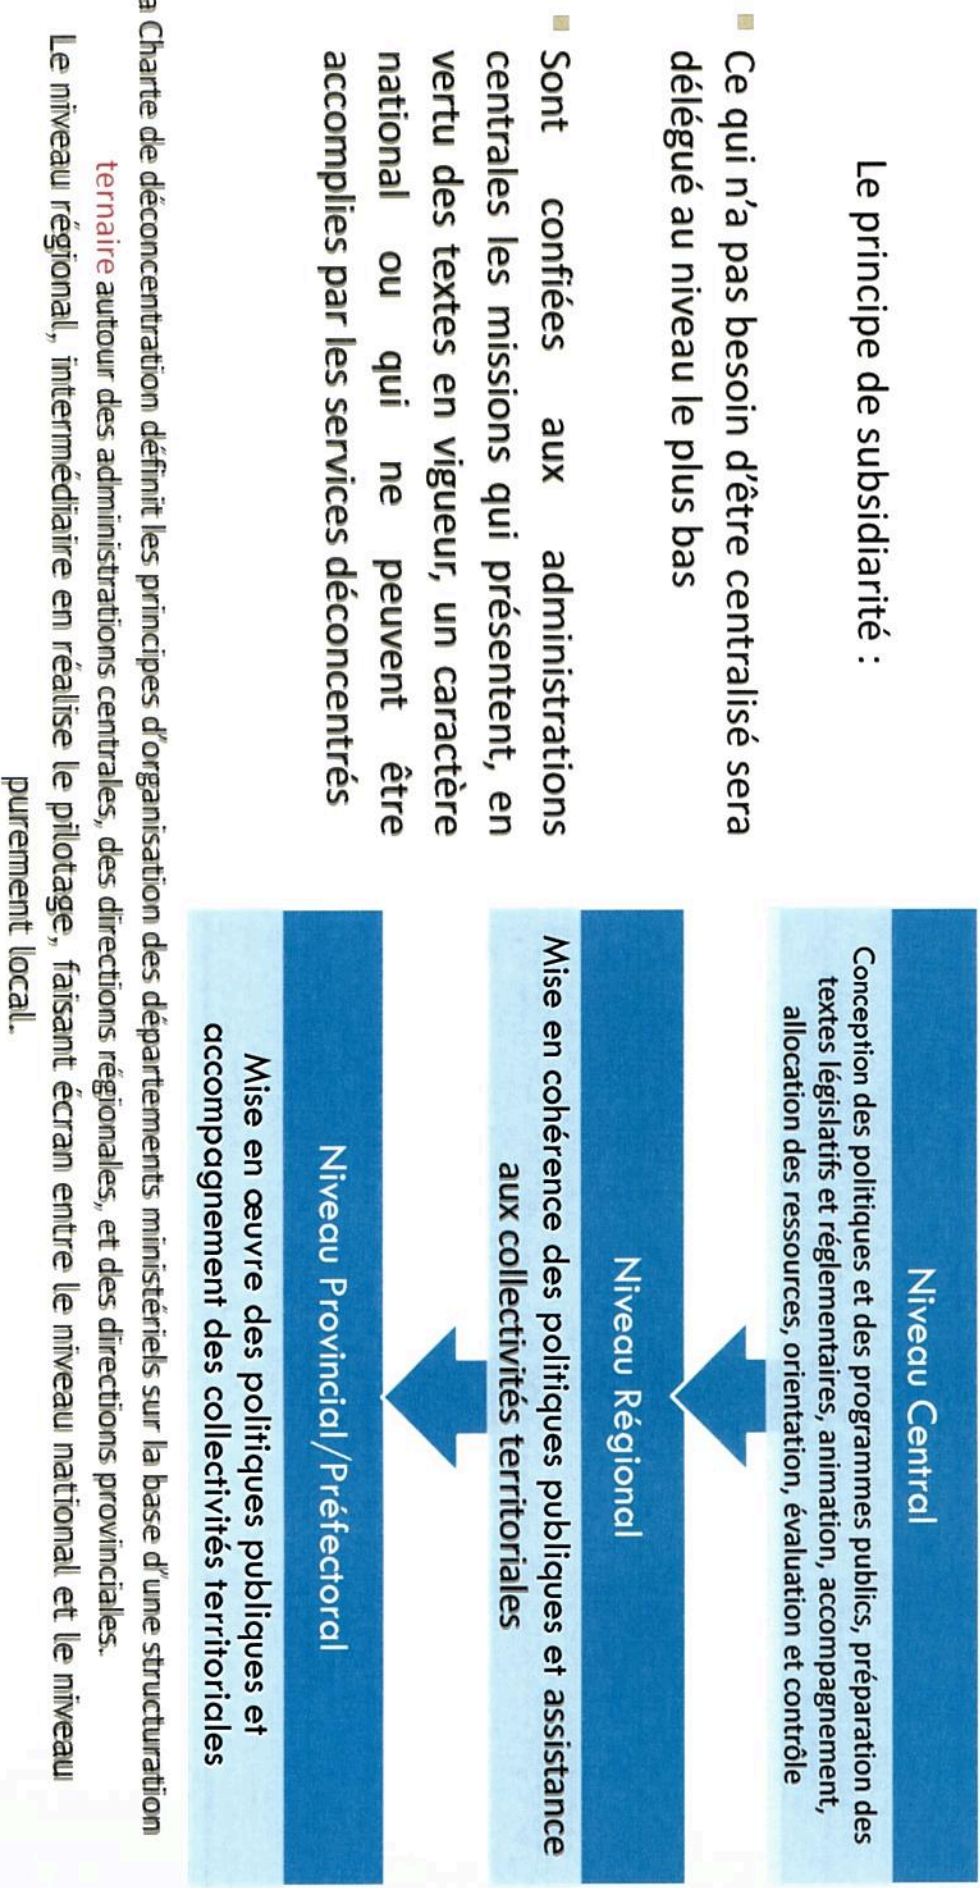 Le principe de subsidiarité :
Ce qui n'a pas besoin d'être centralisé sera
délégué au niveau le plus bas
Sont confiées aux administrations
centrales les missions qui présentent, en
vertu des textes en vigueur, un caractère
national ou qui ne peuvent être
accomplies par les services déconcentrés
Niveau Central
Conception des politiques et des programmes publics, préparation des
textes législatifs et réglementaires, animation, accompagnement,
allocation des ressources, orientation, évaluation et contrôle
Niveau Régional
Mise en cohérence des politiques publiques et assistance
aux collectivités territoriales
Niveau Provincial/Préfectoral
Mise en œuvre des politiques publiques et
accompagnement des collectivités territoriales
a Charte de déconcentration définit les principes d'organisation des départements ministériels sur la base d'une structuration
ternaire autour des administrations centrales, des directions régionales, et des directions provinciales.
Le niveau régional, intermédiaire en réalise le pilotage, faisant écran entre le niveau national et le niveau
purement local.